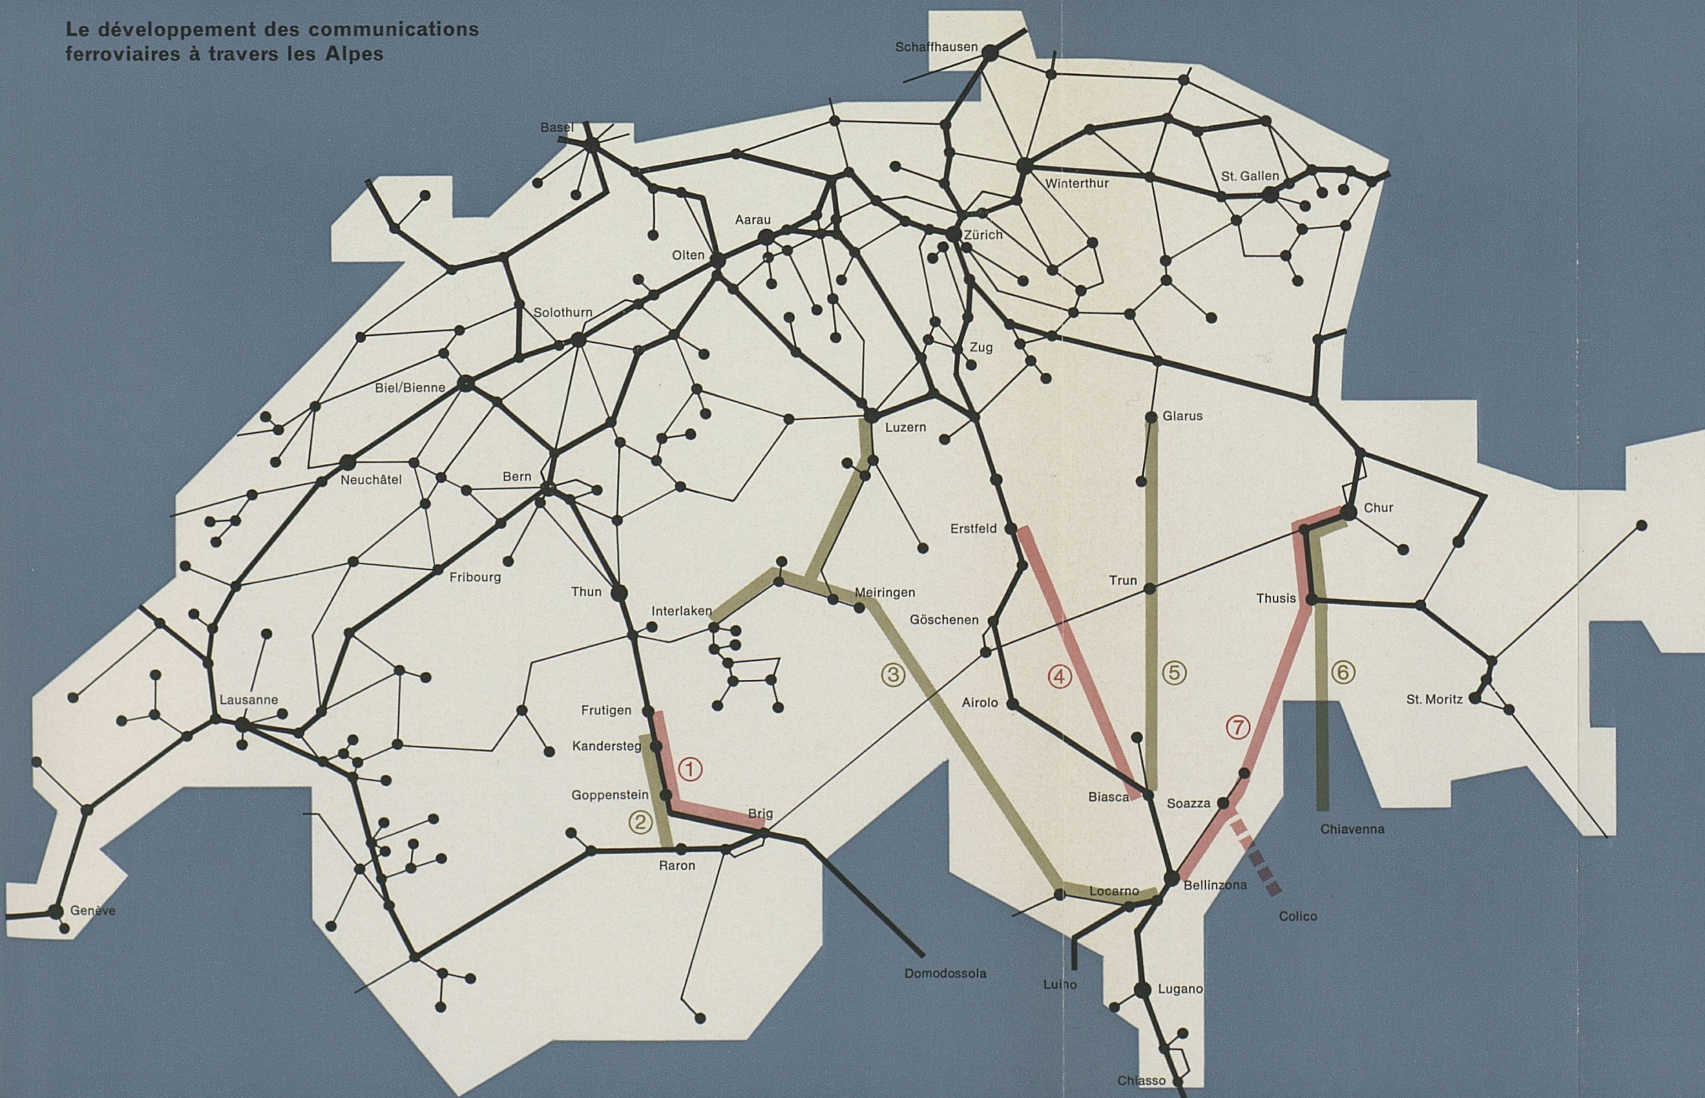 Le développement des communications
ferroviaires à travers les Alpes
Schaffhausen
Basel
Winterthur
St. Gallen
Aarau
Zürich
Olten
Solothurn
Zug
Biel/Bienne
Glarus
Luzern
Neuchâtel
Bern
Chur
Erstfeld
Fribourg
Trun
Thun
Meiringen
Thusis
Interlaken
Göschenen
③
④
⑤
⑥
Lausanne
St. Moritz
Airolo
Frutigen
⑦
Kandersteg
①
Goppenstein
Biasca
Soazza
Brig
②
Chiavenna
Raron
Bellinzona
Locarno
Genève
Colico
Domodossola
Luino
Lugano
Chiasso